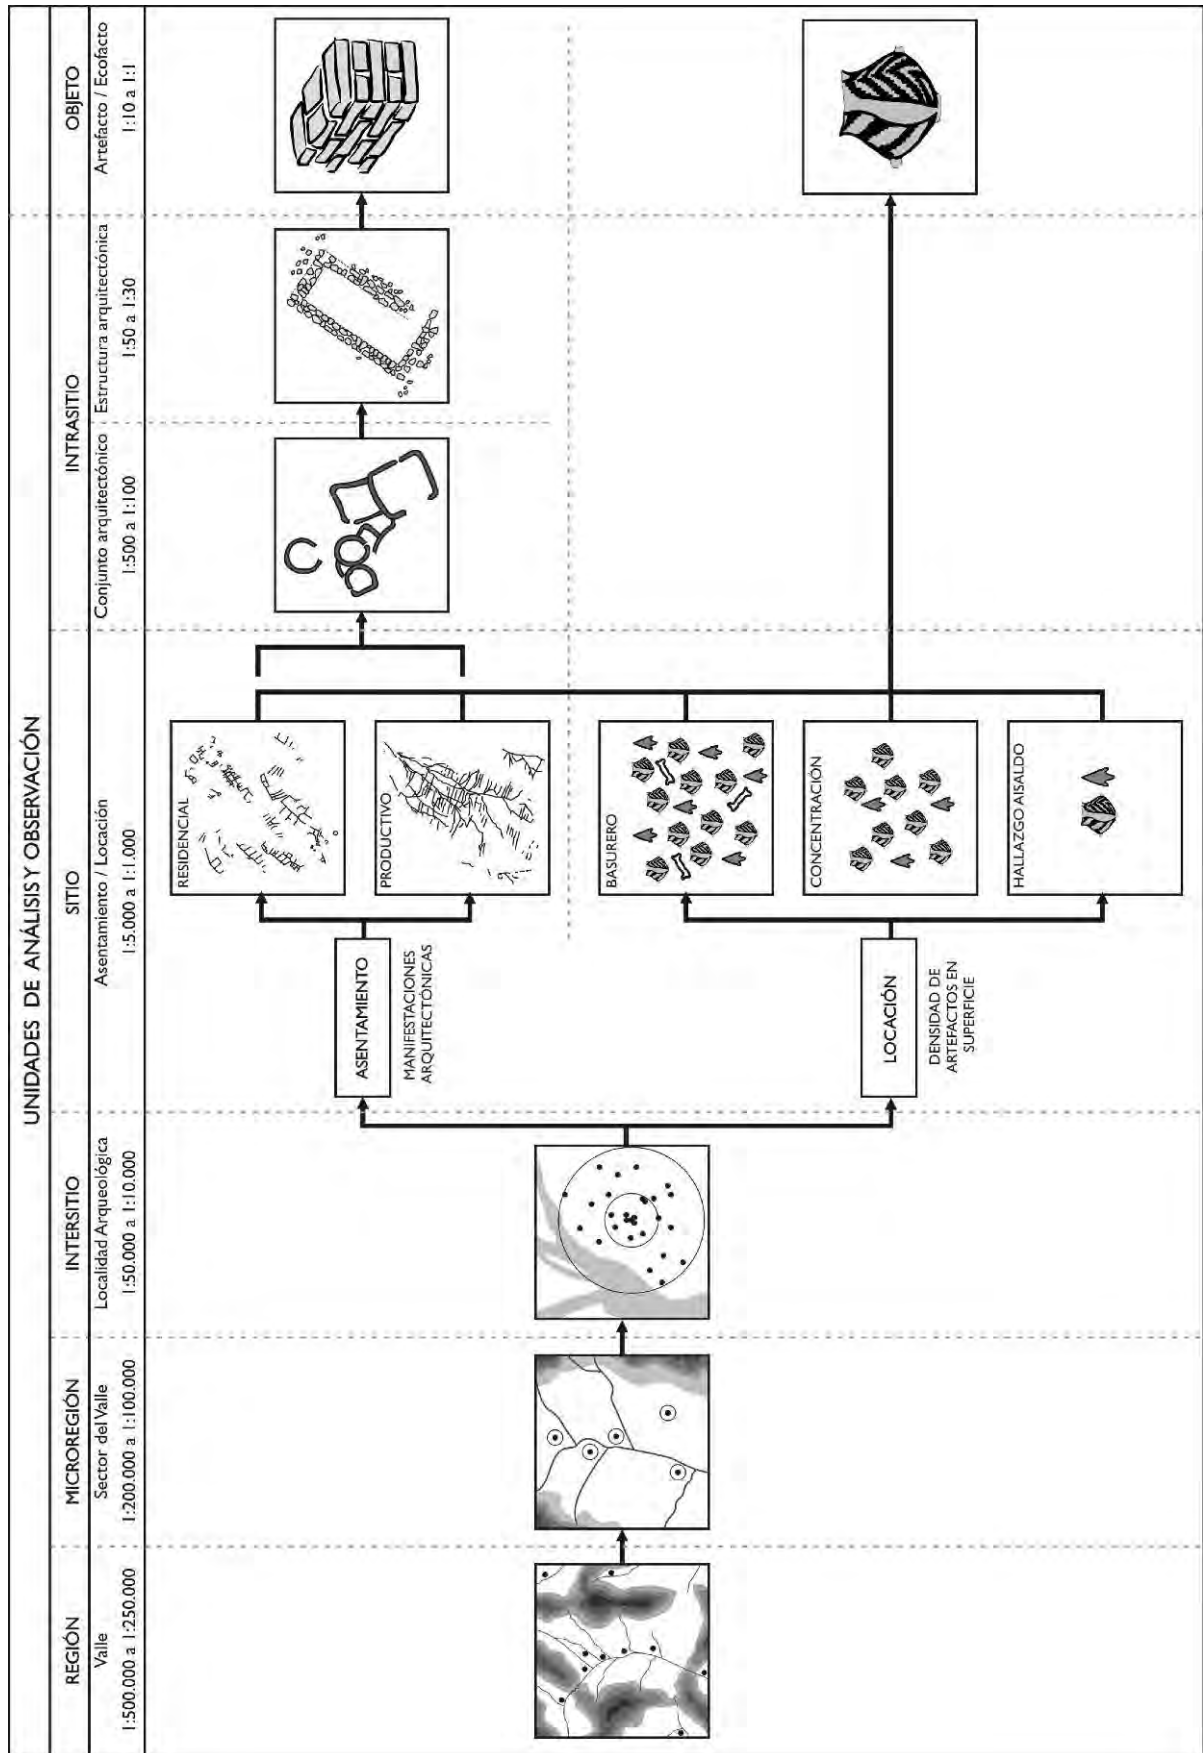 UNIDADES DE ANÁLISIS Y OBSERVACIÓN
REGIÓN
MICROREGIÓN
INTERSITIO
SITIO
INTRASITIO
OBJETO
Valle
Sector del Valle
Localidad Arqueológica
Asentamiento / Locación
Conjunto arquitectónico
Estructura arquitectónica
Artefacto / Ecofacto
1:500.000 a 1:250.000
1:200.000 a 1:100.000
1:50.000 a 1:10.000
1:5.000 a 1:1.000
1:500 a 1:100
1:50 a 1:30
1:10 a 1:1
ASENTAMIENTO
MANIFESTACIONES
ARQUITECTÓNICAS
RESIDENCIAL
PRODUCTIVO
LOCACIÓN
DENSIDAD DE
ARTEFACTOS EN
SUPERFICIE
BASURERO
CONCENTRACIÓN
HALLAZGO AISALDO